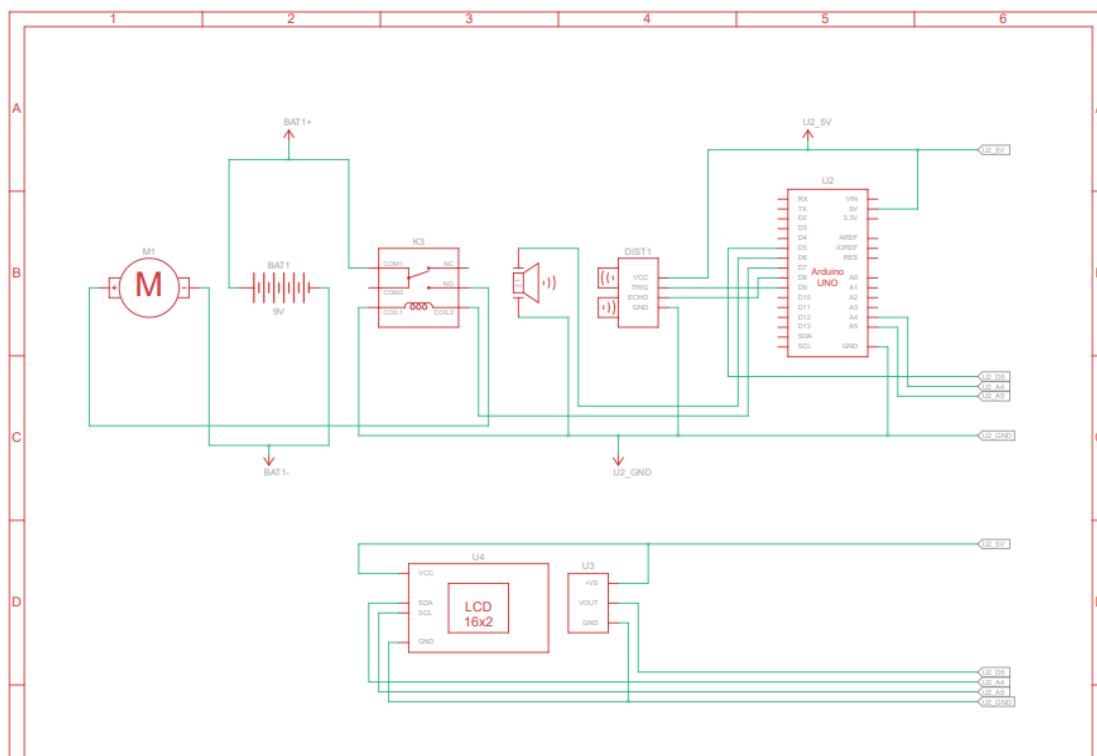 1 2 3 4 5 6
A
BAT1+
U2_5V
U2_5V
U2
RX VIN
TX 5V
D2 3.3V
D3
D4 AREF
D5 IOREF
D6 RES
D7
D8 A0
D9 A1
D10 A2
D11 A3
D12 A4
D13 A5
SDA
SCL GND
Arduino
UNO
B
M1
+ M -
BAT1
9V
K3
COM1 NC
NO
COM2
COIL1 COIL2
DIST1
VCC
TRIG
ECHO
GND
U2_D5
U2_A4
U2_A5
C
U2_GND
BAT1-
U2_GND
U2_5V
U4
VCC
SDA
SCL
GND
LCD
16x2
U3
+VS
VOUT
GND
D
U2_D5
U2_A4
U2_A5
U2_GND